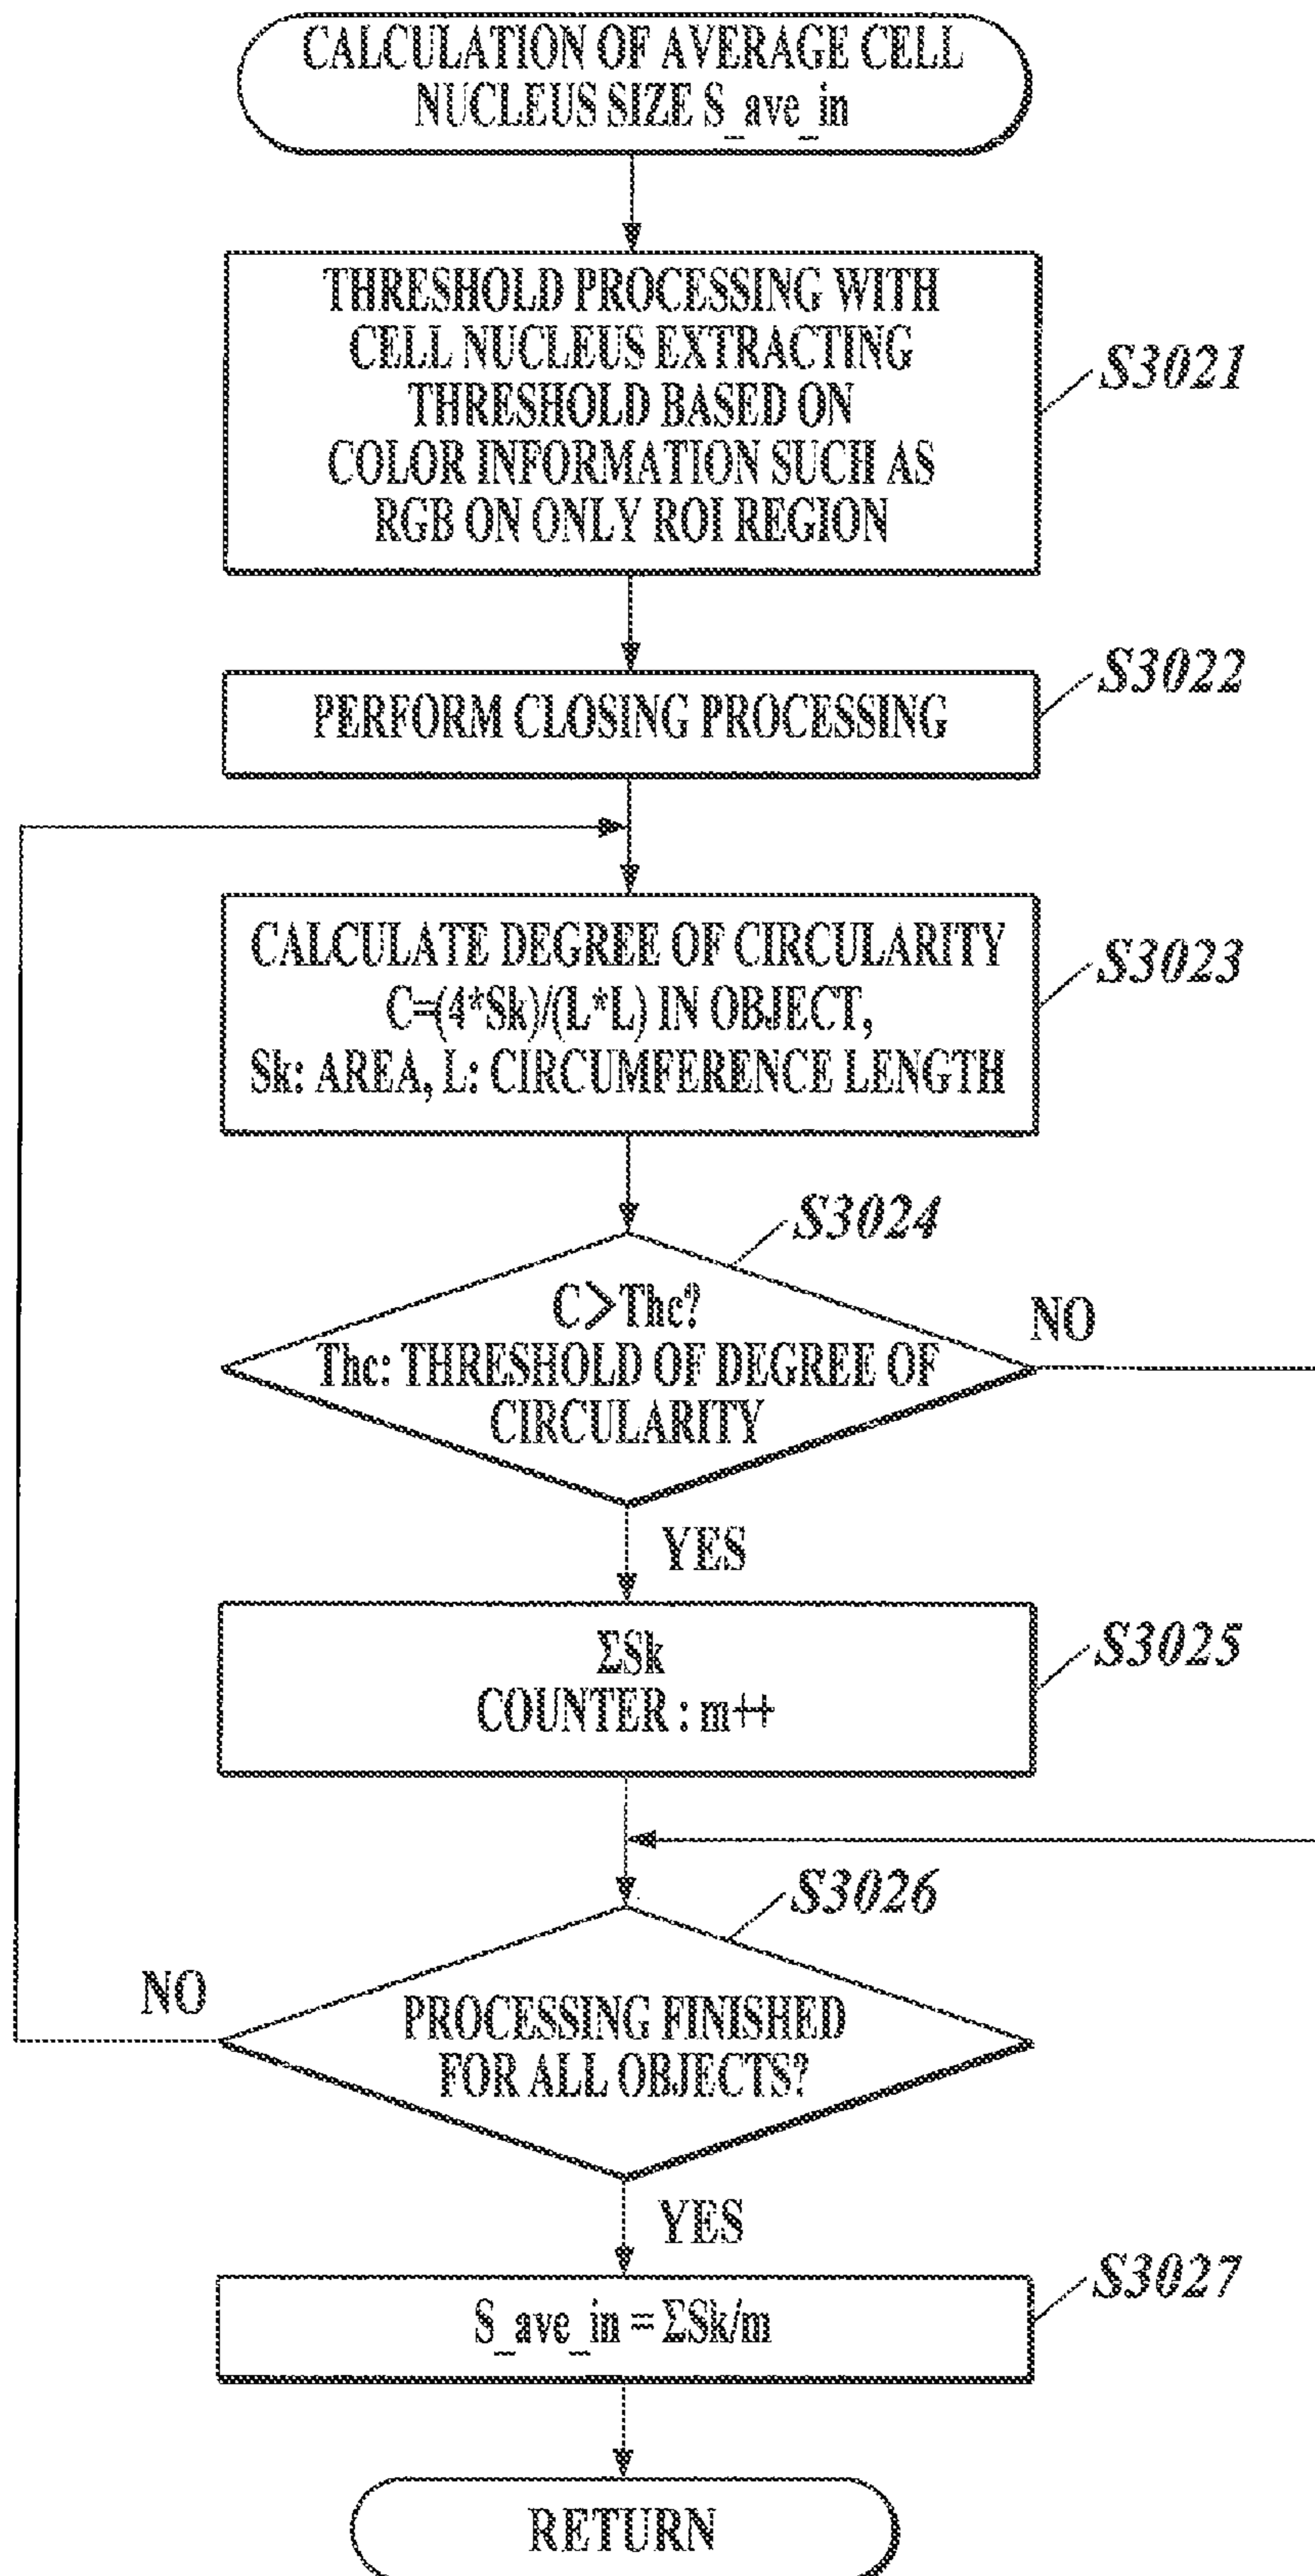 CALCULATION OF AVERAGE CELL
NUCLEUS SIZE S_ave_in
THRESHOLD PROCESSING WITH
CELL NUCLEUS EXTRACTING
THRESHOLD BASED ON
COLOR INFORMATION SUCH AS
RGB ON ONLY ROI REGION
S3021
PERFORM CLOSING PROCESSING
S3022
CALCULATE DEGREE OF CIRCULARITY
C=(4*Sk)/(L*L) IN OBJECT,
Sk: AREA, L: CIRCUMFERENCE LENGTH
S3023
S3024
C>Thc?
Thc: THRESHOLD OF DEGREE OF
CIRCULARITY
NO
YES
ΣSk
COUNTER : m++
S3025
S3026
PROCESSING FINISHED
FOR ALL OBJECTS?
NO
YES
S_ave_in = ΣSk/m
S3027
RETURN